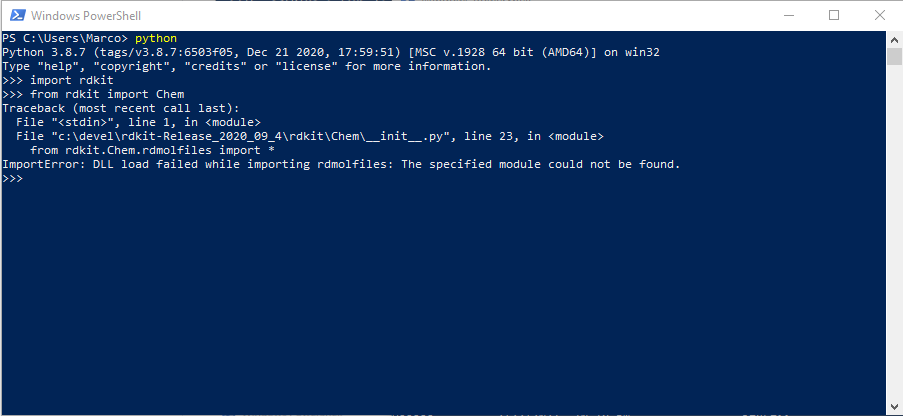 Windows PowerShell
PS C:\Users\Marco> python
Python 3.8.7 (tags/v3.8.7:6503f05, Dec 21 2020, 17:59:51) [MSC v.1928 64 bit (AMD64)] on win32
Type "help", "copyright", "credits" or "license" for more information.
>>> import rdkit
>>> from rdkit import Chem
Traceback (most recent call last):
  File "<stdin>", line 1, in <module>
  File "c:\devel\rdkit-Release_2020_09_4\rdkit\Chem\__init__.py", line 23, in <module>
    from rdkit.Chem.rdmolfiles import *
ImportError: DLL load failed while importing rdmolfiles: The specified module could not be found.
>>>